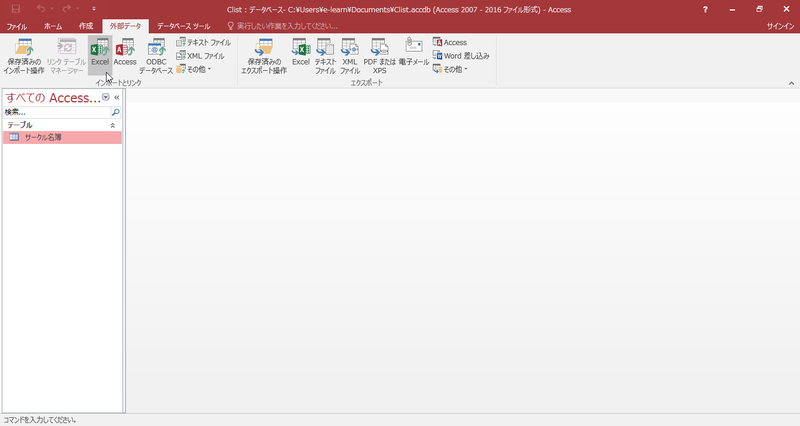 Clist : データベース- C:¥Users¥e-learn¥Documents¥Clist.accdb (Access 2007 - 2016 ファイル形式) - Access
サインイン
ファイル ホーム 作成 外部データ データベース ツール 実行したい作業を入力してください...
保存済みの
インポート操作
リンク テーブル
マネージャー
Excel
Access
ODBC
データベース
テキスト ファイル
XML ファイル
その他
インポートとリンク
保存済みの
エクスポート操作
Excel
テキスト
ファイル
XML
ファイル
PDF または
XPS
電子メール
Access
Word 差し込み
その他
エクスポート
すべての Access...
検索...
テーブル
サークル名簿
コマンドを入力してください。